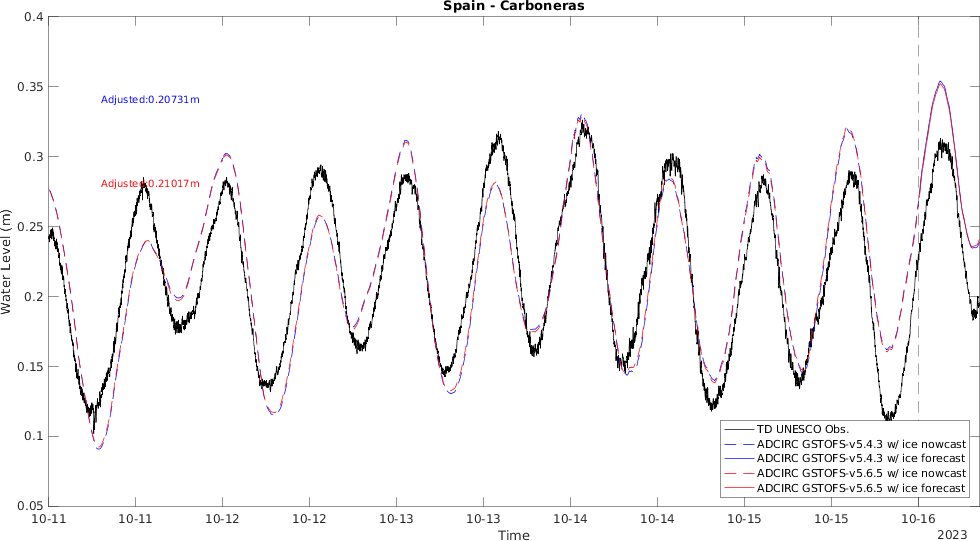 Spain - Carboneras
0.4
0.35
0.3
0.25
0.2
0.15
0.1
0.05
Water Level (m)
Adjusted:0.20731m
Adjusted:0.21017m
TD UNESCO Obs.
ADCIRC GSTOFS-v5.4.3 w/ ice nowcast
ADCIRC GSTOFS-v5.4.3 w/ ice forecast
ADCIRC GSTOFS-v5.6.5 w/ ice nowcast
ADCIRC GSTOFS-v5.6.5 w/ ice forecast
10-11 10-11 10-12 10-12 10-13 10-13 10-14 10-14 10-15 10-15 10-16
Time
2023